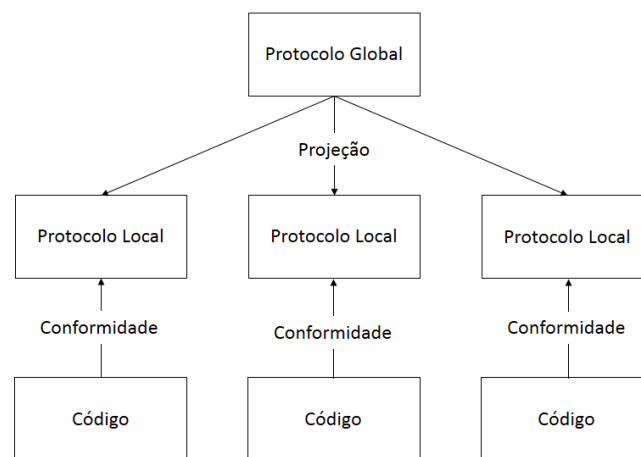 Protocolo Global
Projeção
Protocolo Local
Protocolo Local
Protocolo Local
Conformidade
Conformidade
Conformidade
Código
Código
Código